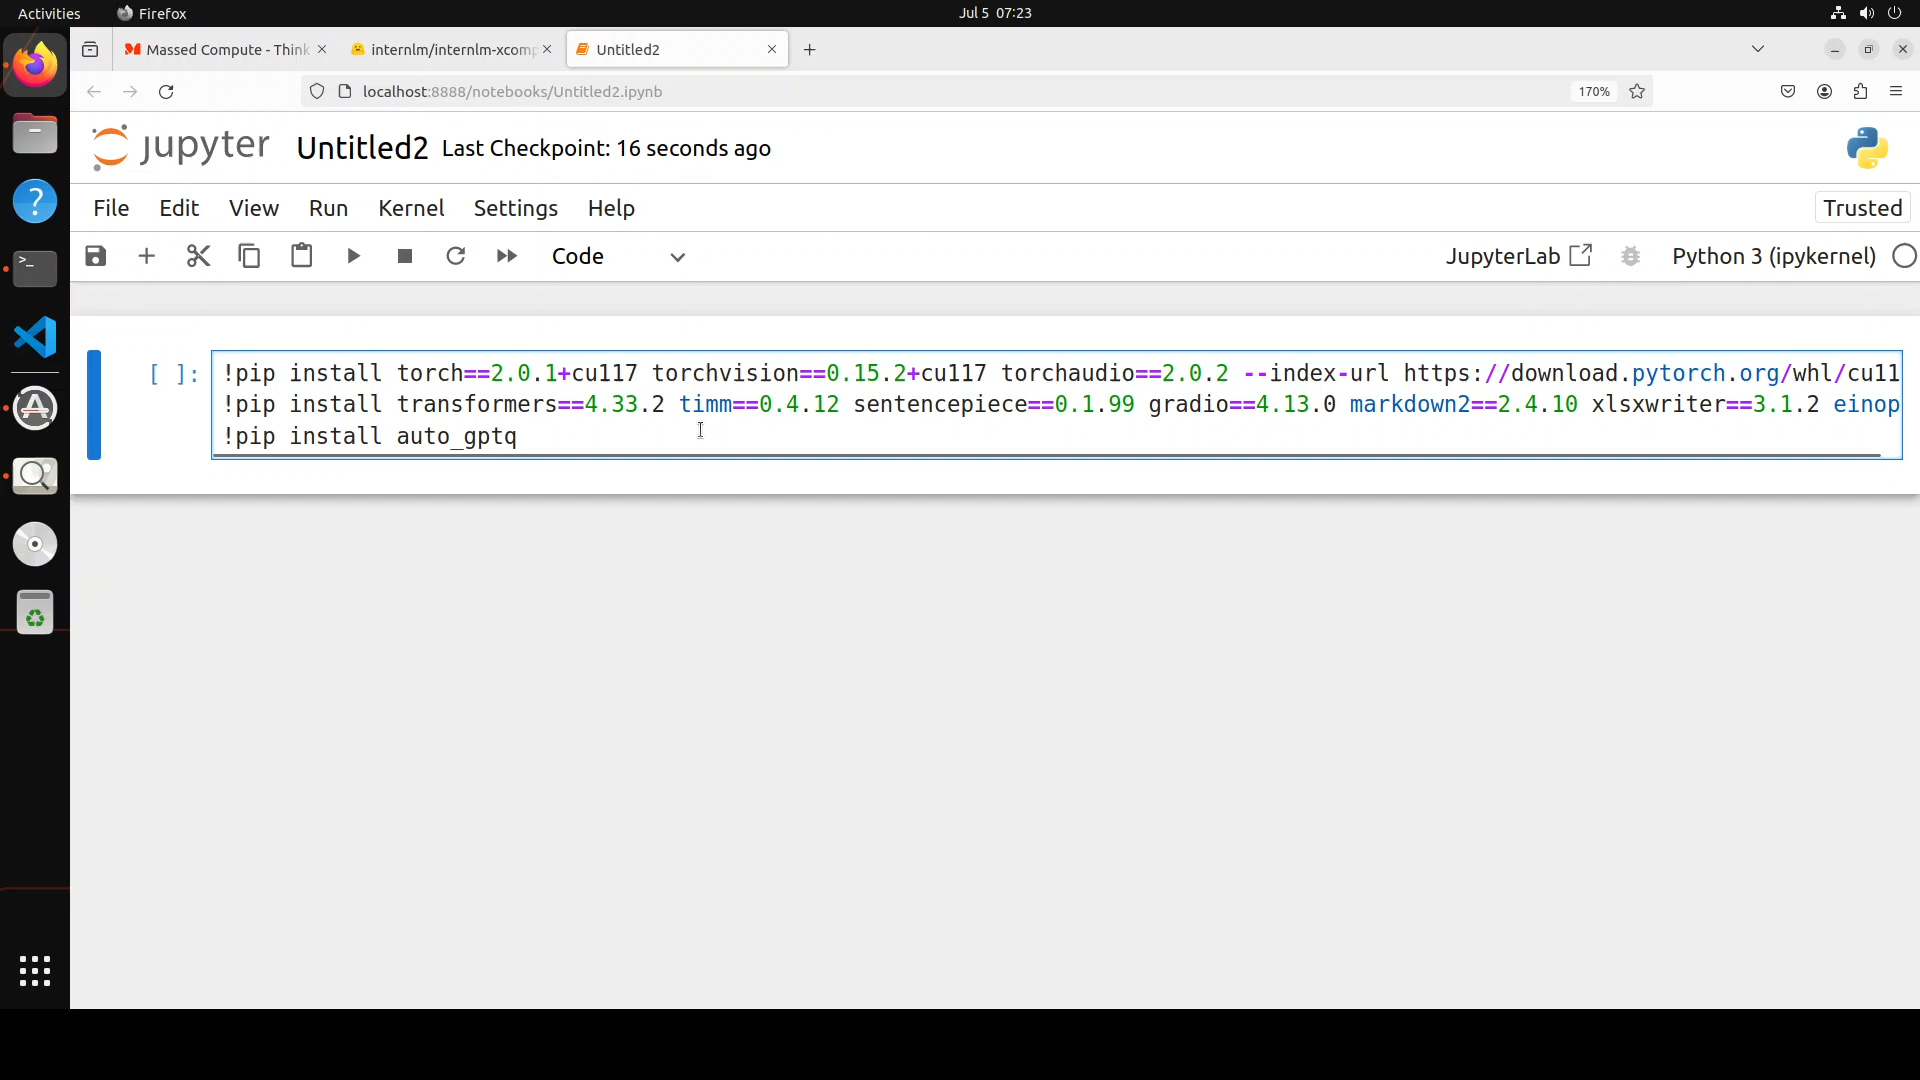 Activities Firefox Jul 5 07:23
Massed Compute - Think internlm/internlm-xcomp Untitled2
localhost:8888/notebooks/Untitled2.ipynb 170%
jupyter Untitled2 Last Checkpoint: 16 seconds ago
File Edit View Run Kernel Settings Help Trusted
Code JupyterLab Python 3 (ipykernel)
[ ]: !pip install torch==2.0.1+cu117 torchvision==0.15.2+cu117 torchaudio==2.0.2 --index-url https://download.pytorch.org/whl/cu11
!pip install transformers==4.33.2 timm==0.4.12 sentencepiece==0.1.99 gradio==4.13.0 markdown2==2.4.10 xlsxwriter==3.1.2 einop
!pip install auto_gptq